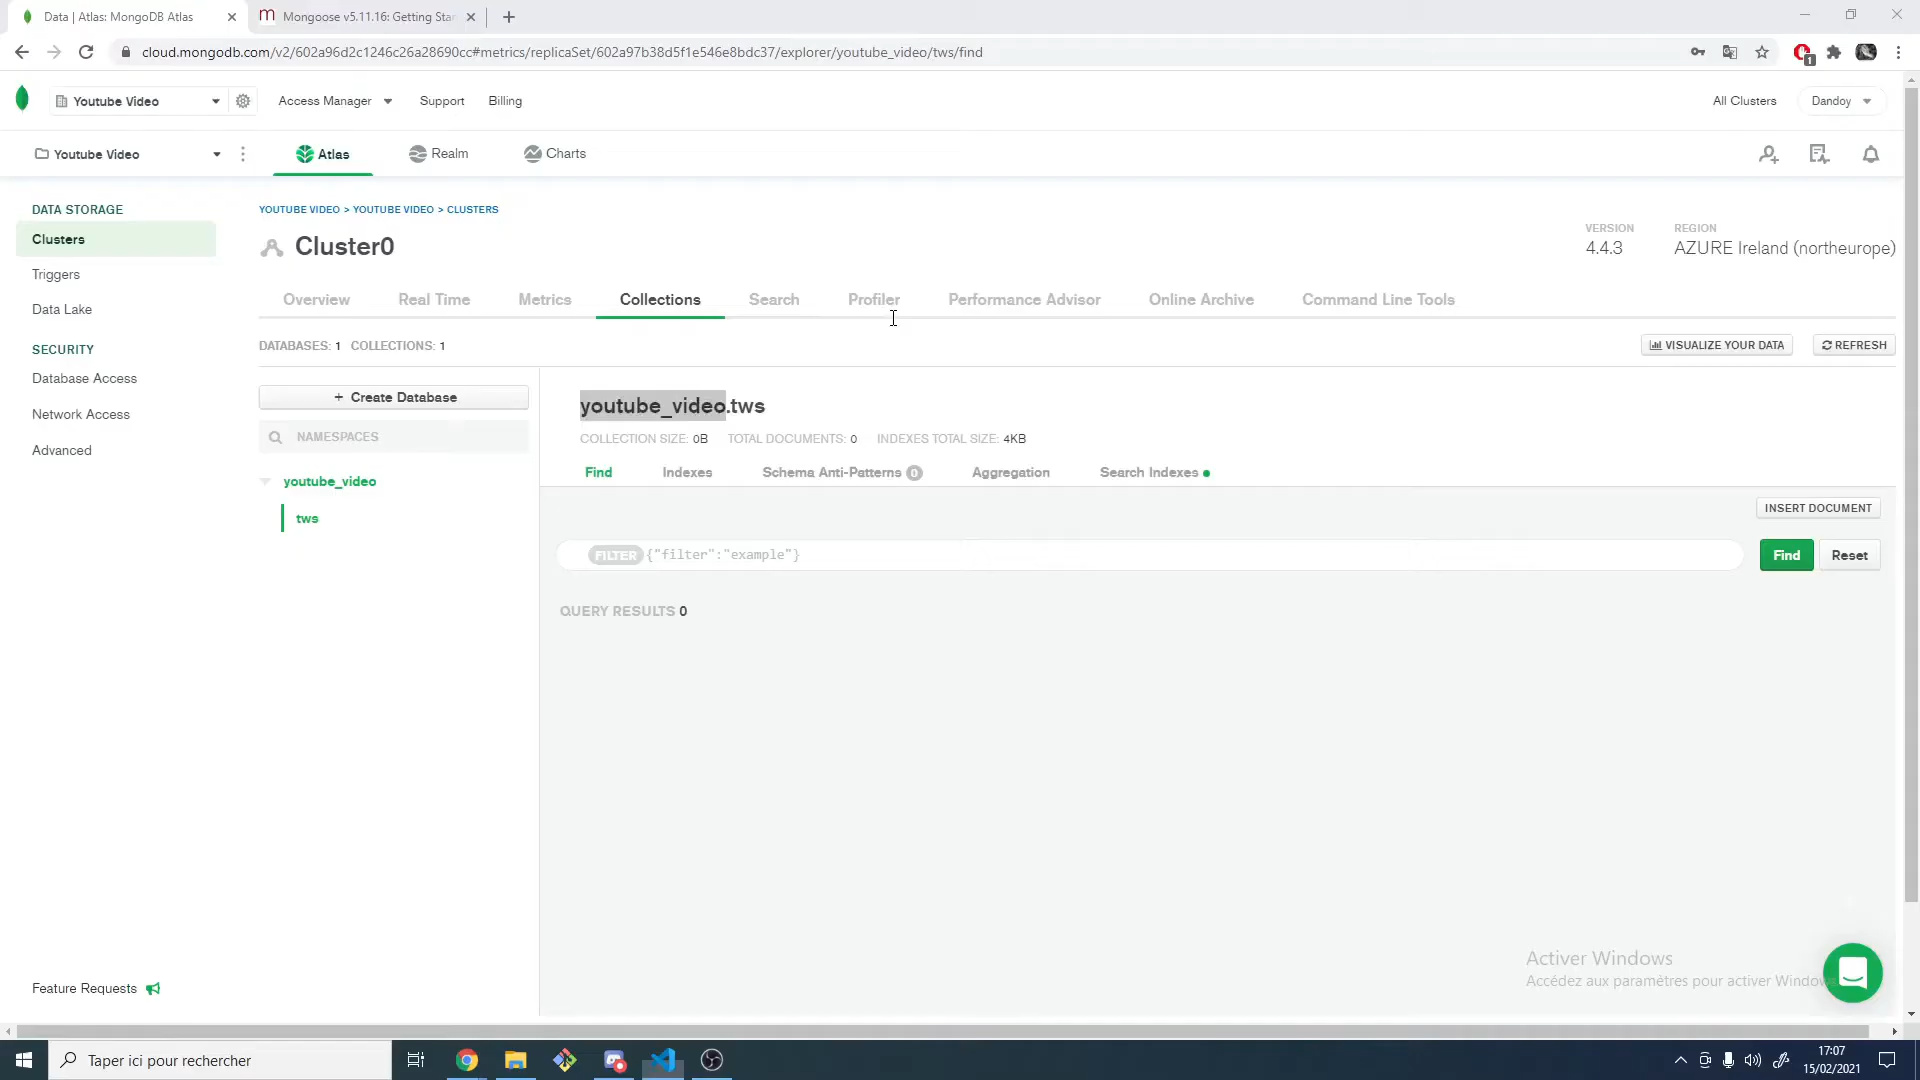 Data | Atlas: MongoDB Atlas
Mongoose v5.11.16: Getting Star
cloud.mongodb.com/v2/602a96d2c1246c26a28690cc#metrics/replicaSet/602a97b38d5f1e546e8bdc37/explorer/youtube_video/tws/find
1
Youtube Video
Access Manager
Support
Billing
All Clusters
Dandoy
Youtube Video
Atlas
Realm
Charts
DATA STORAGE
Clusters
Triggers
Data Lake
SECURITY
Database Access
Network Access
Advanced
Feature Requests
YOUTUBE VIDEO > YOUTUBE VIDEO > CLUSTERS
Cluster0
VERSION
4.4.3
REGION
AZURE Ireland (northeurope)
Overview
Real Time
Metrics
Collections
Search
Profiler
Performance Advisor
Online Archive
Command Line Tools
DATABASES: 1 COLLECTIONS: 1
VISUALIZE YOUR DATA
REFRESH
+ Create Database
NAMESPACES
youtube_video
tws
youtube_video.tws
COLLECTION SIZE: 0B TOTAL DOCUMENTS: 0 INDEXES TOTAL SIZE: 4KB
Find
Indexes
Schema Anti-Patterns 0
Aggregation
Search Indexes
INSERT DOCUMENT
FILTER {"filter":"example"}
Find
Reset
QUERY RESULTS 0
Activer Windows
Accédez aux paramètres pour activer Windows
Taper ici pour rechercher
17:07
15/02/2021